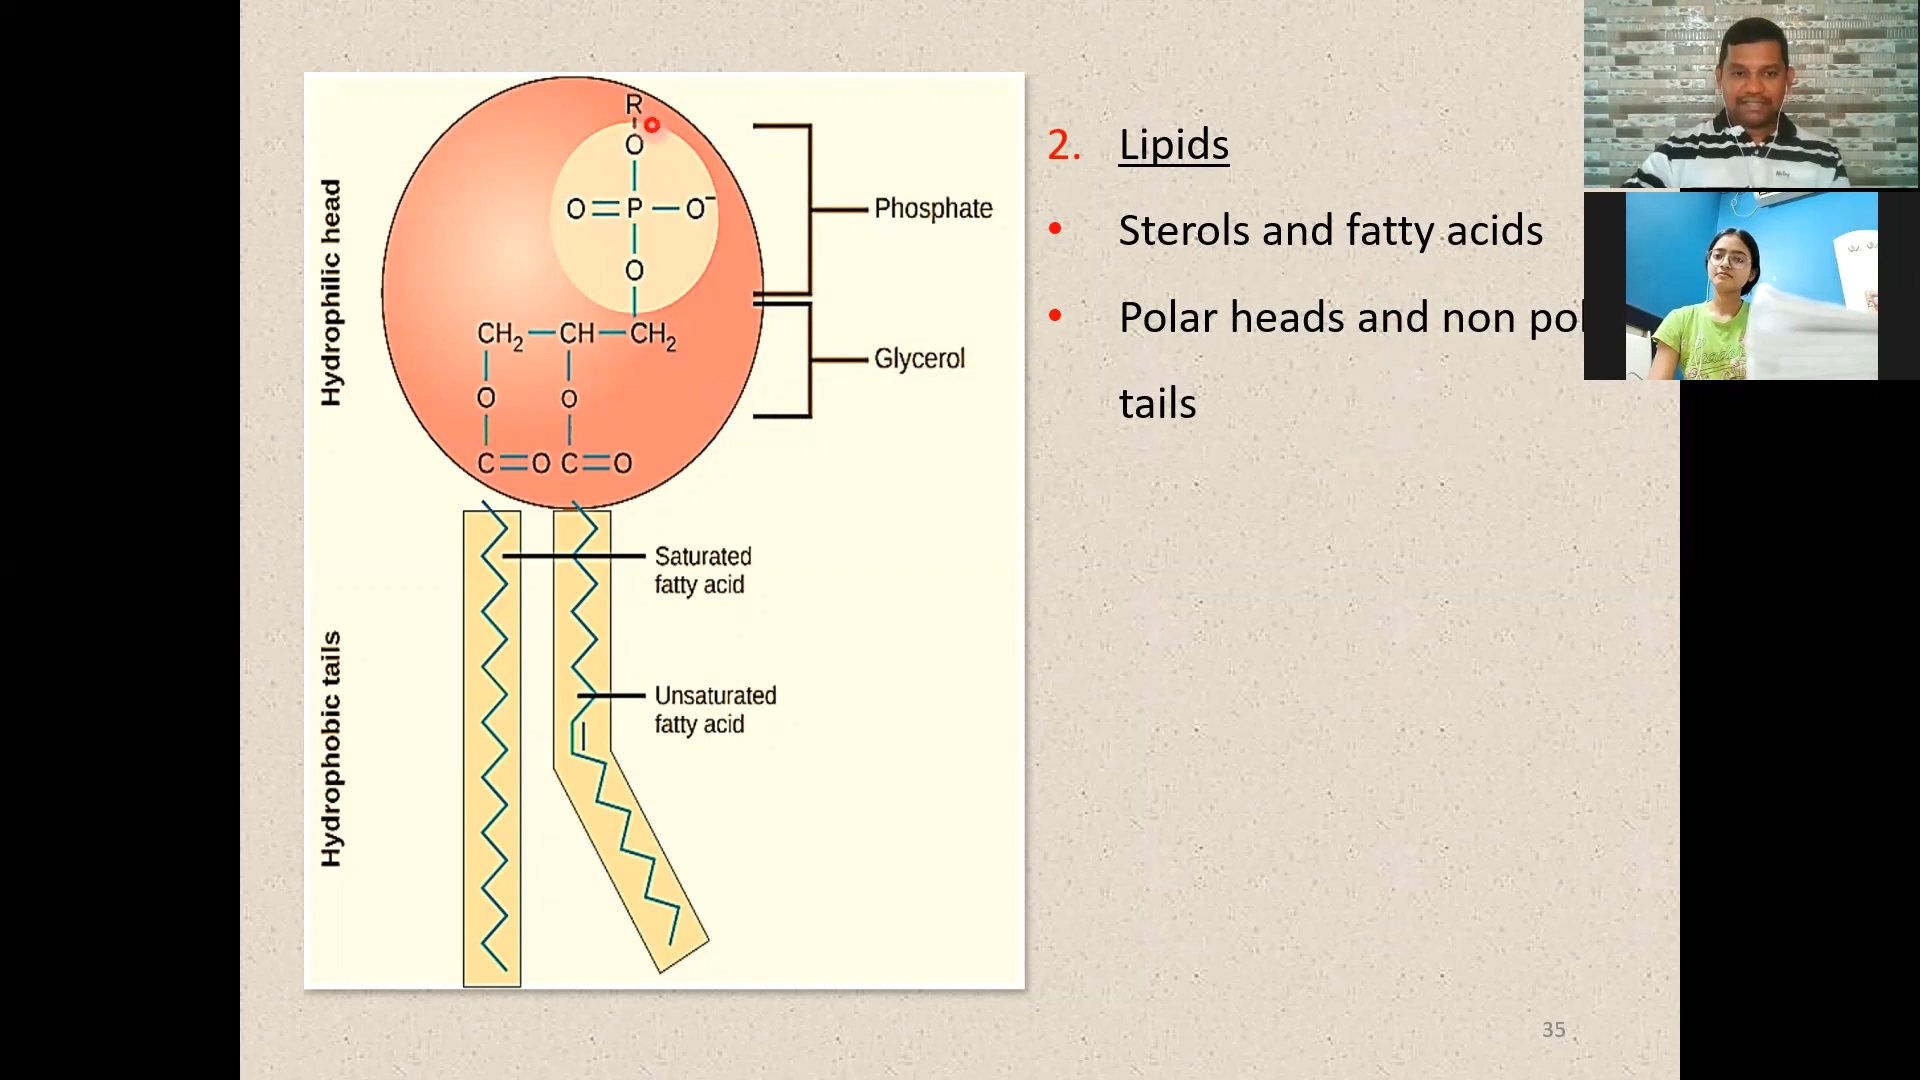 Hydrophilic head
Hydrophobic tails
R
O
O=P—O⁻
O
CH₂—CH—CH₂
O O
C=O C=O
Phosphate
Glycerol
Saturated
fatty acid
Unsaturated
fatty acid
2. Lipids
• Sterols and fatty acids
• Polar heads and non pol
tails
35